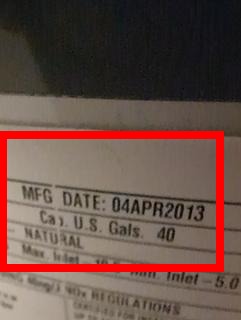 MFG DATE: 04APR2013
Cap. U.S. Gals. 40
NATURAL
Max. Inlet Min. Inlet - 5.0
REGULATIONS